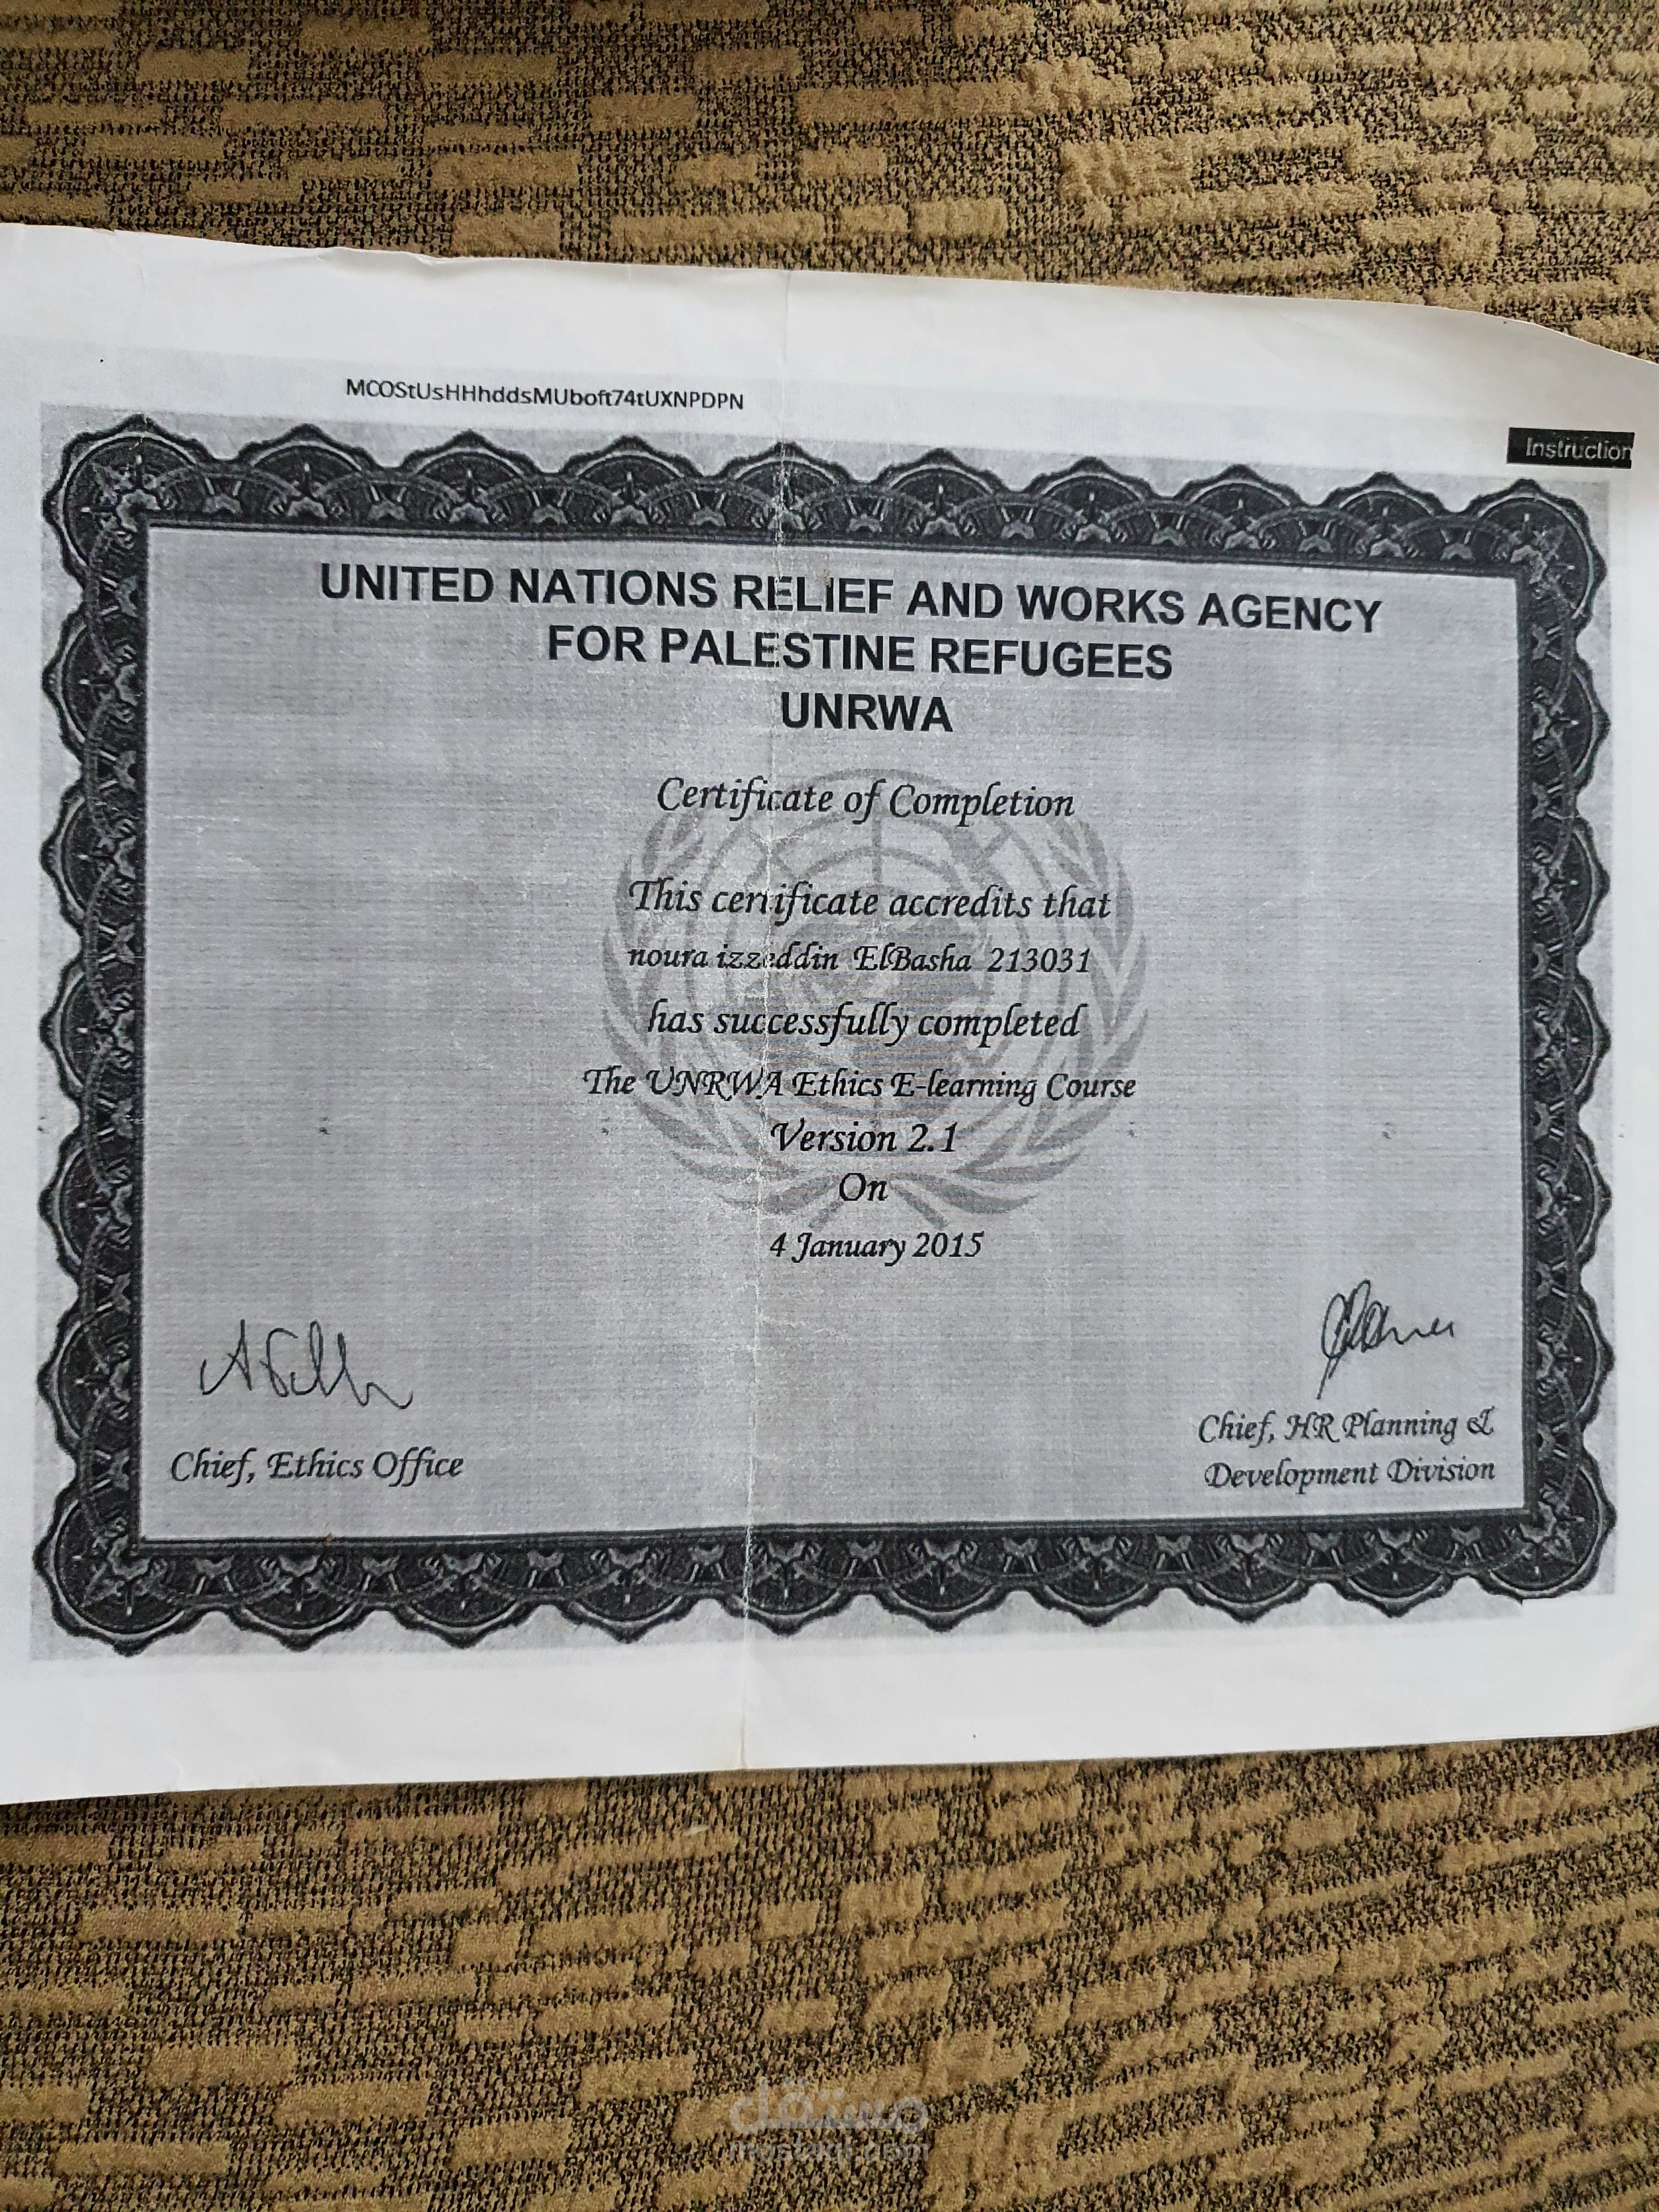 MCOStUsHHhddsMUboft74tUXNPDPN
Instruction
UNITED NATIONS RELIEF AND WORKS AGENCY
FOR PALESTINE REFUGEES
UNRWA
Certificate of Completion
This certificate accredits that
noura izzeddin ElBasha 213031
has successfully completed
The UNRWA Ethics E-learning Course
Version 2.1
On
4 January 2015
Chief, Ethics Office
Chief, HR Planning &
Development Division
مستقل
mostaql.com